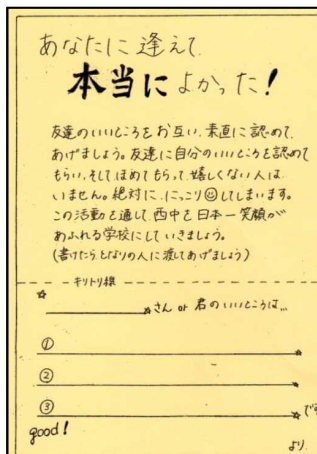 あなたに逢えて
本当によかった！
友達のいいところをお互い、素直に認めて
あげましょう。友達に自分のいいところを認めて
もらい、そしてほめてもらって、嬉しくない人は
いません。絶対に、にっこり☺してしまいます。
この活動を通して、西中を日本一笑顔が
あふれる学校にしていきましょう。
(書けたら、となりの人に渡してあげましょう)
キリトリ線
☆
☆さん or 君のいいところは…
① ☆
② ☆
③ ☆です
good!
より